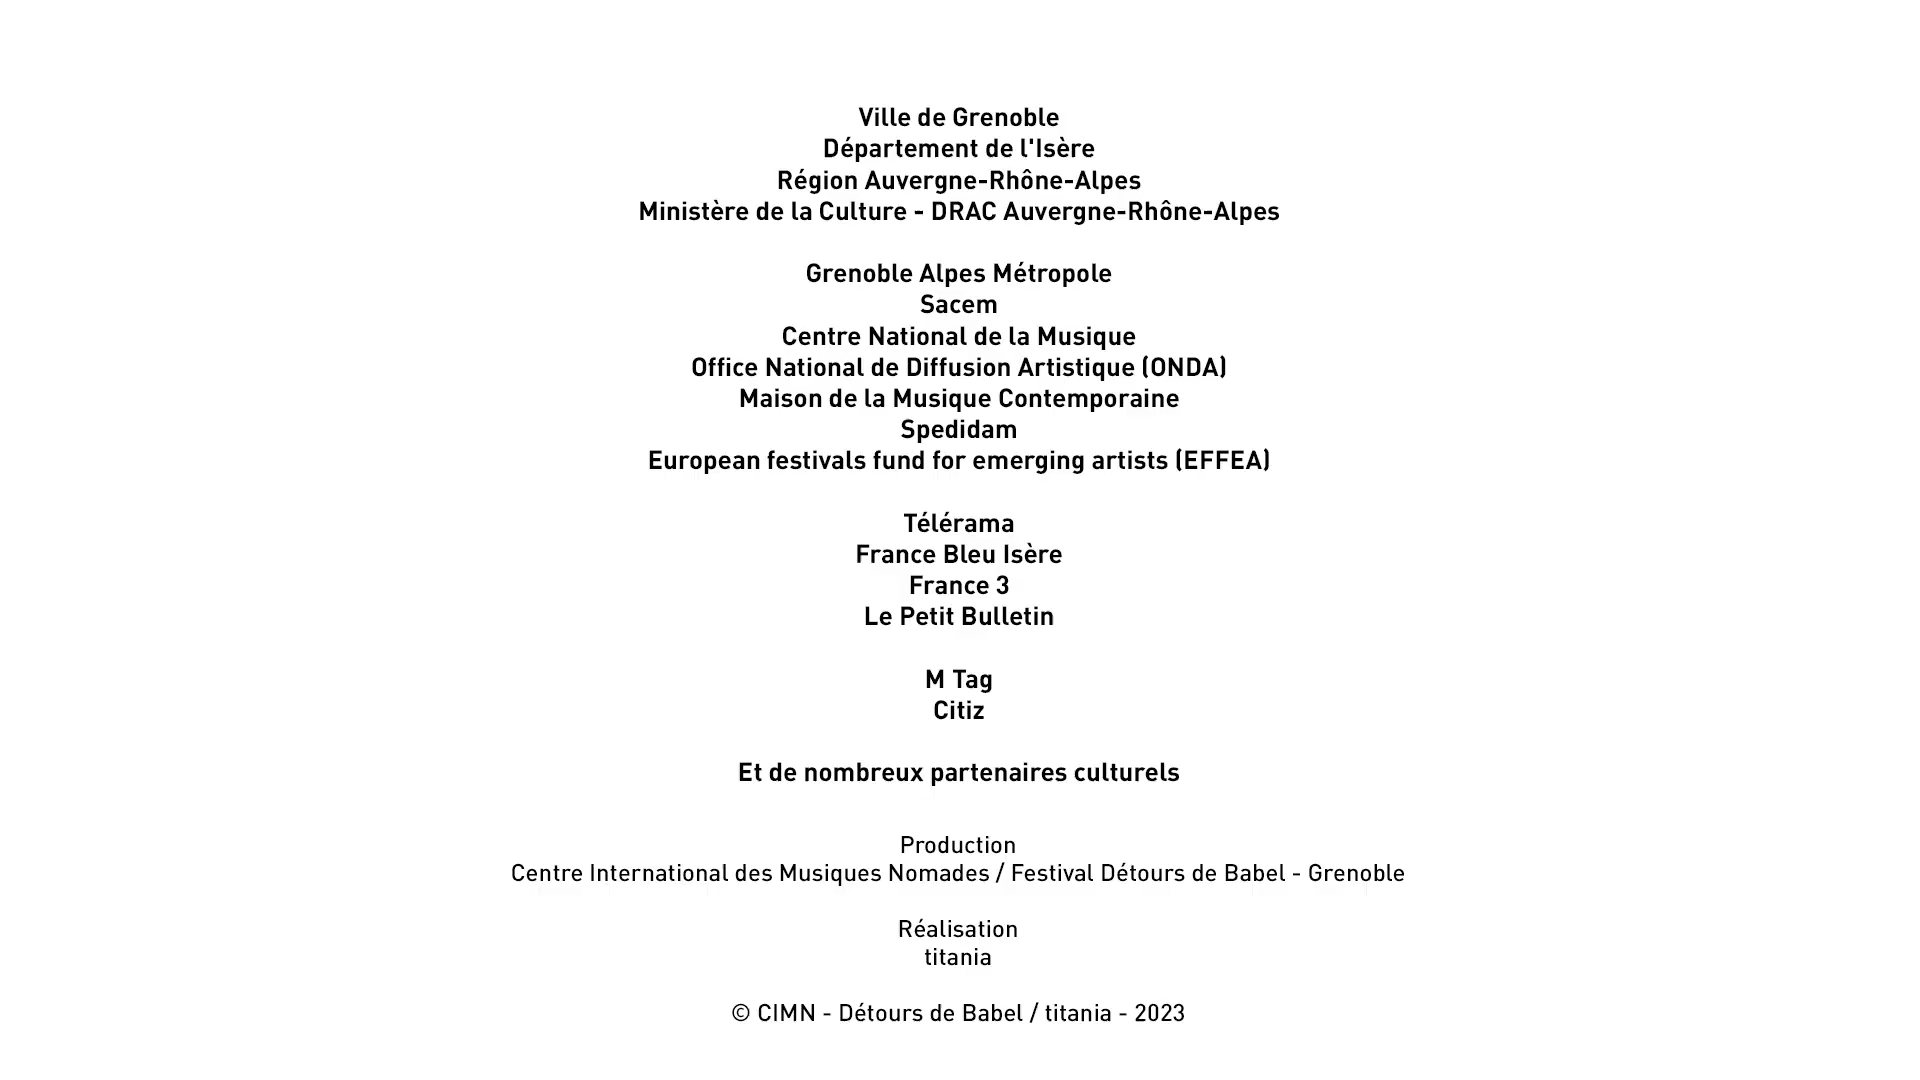 Ville de Grenoble
Département de l'Isère
Région Auvergne-Rhône-Alpes
Ministère de la Culture - DRAC Auvergne-Rhône-Alpes
Grenoble Alpes Métropole
Sacem
Centre National de la Musique
Office National de Diffusion Artistique (ONDA)
Maison de la Musique Contemporaine
Spedidam
European festivals fund for emerging artists (EFFEA)
Télérama
France Bleu Isère
France 3
Le Petit Bulletin
M Tag
Citiz
Et de nombreux partenaires culturels
Production
Centre International des Musiques Nomades / Festival Détours de Babel - Grenoble
Réalisation
titania
© CIMN - Détours de Babel / titania - 2023